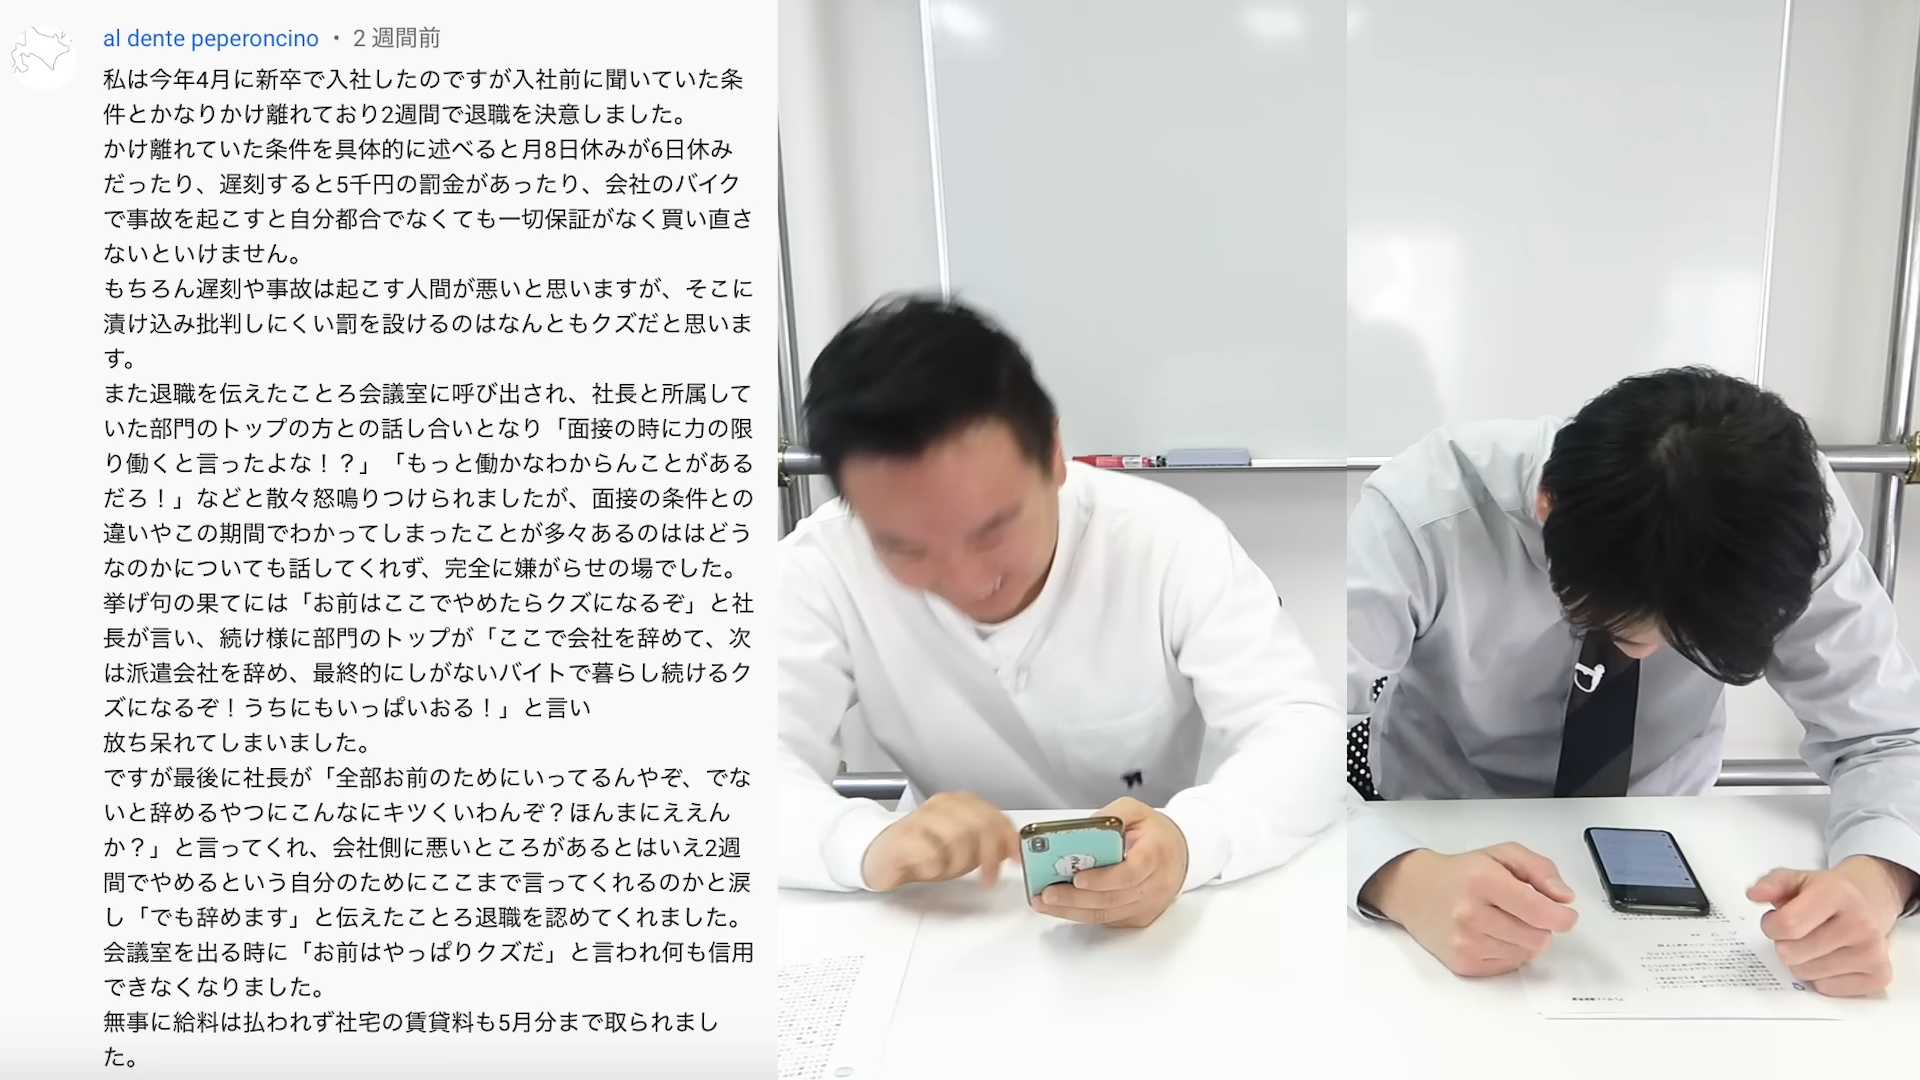 al dente peperoncino ・ 2 週間前
私は今年4月に新卒で入社したのですが入社前に聞いていた条
件とかなりかけ離れており2週間で退職を決意しました。
かけ離れていた条件を具体的に述べると月8日休みが6日休み
だったり、遅刻すると5千円の罰金があったり、会社のバイク
で事故を起こすと自分都合でなくても一切保証がなく買い直さ
ないといけません。
もちろん遅刻や事故は起こす人間が悪いと思いますが、そこに
漬け込み批判しにくい罰を設けるのはなんともクズだと思いま
す。
また退職を伝えたことろ会議室に呼び出され、社長と所属して
いた部門のトップの方との話し合いとなり「面接の時に力の限
り働くと言ったよな！？」「もっと働かなわからんことがある
だろ！」などと散々怒鳴りつけられましたが、面接の条件との
違いやこの期間でわかってしまったことが多々あるのははどう
なのかについても話してくれず、完全に嫌がらせの場でした。
挙げ句の果てには「お前はここでやめたらクズになるぞ」と社
長が言い、続け様に部門のトップが「ここで会社を辞めて、次
は派遣会社を辞め、最終的にしがないバイトで暮らし続けるク
ズになるぞ！うちにもいっぱいおる！」と言い
放ち呆れてしまいました。
ですが最後に社長が「全部お前のためにいってるんやぞ、でな
いと辞めるやつにこんなにキツくいわんぞ？ほんまにええん
か？」と言ってくれ、会社側に悪いところがあるとはいえ2週
間でやめるという自分のためにここまで言ってくれるのかと涙
し「でも辞めます」と伝えたことろ退職を認めてくれました。
会議室を出る時に「お前はやっぱりクズだ」と言われ何も信用
できなくなりました。
無事に給料は払われず社宅の賃貸料も5月分まで取られまし
た。